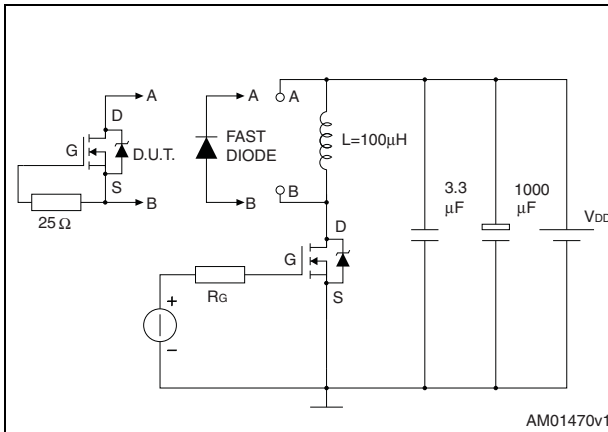 A
D
G
D.U.T.
S
B
25 Ω
A
FAST
DIODE
B
A
L=100μH
B
D
G
S
RG
+
–
3.3
μF
1000
μF
VDD
AM01470v1